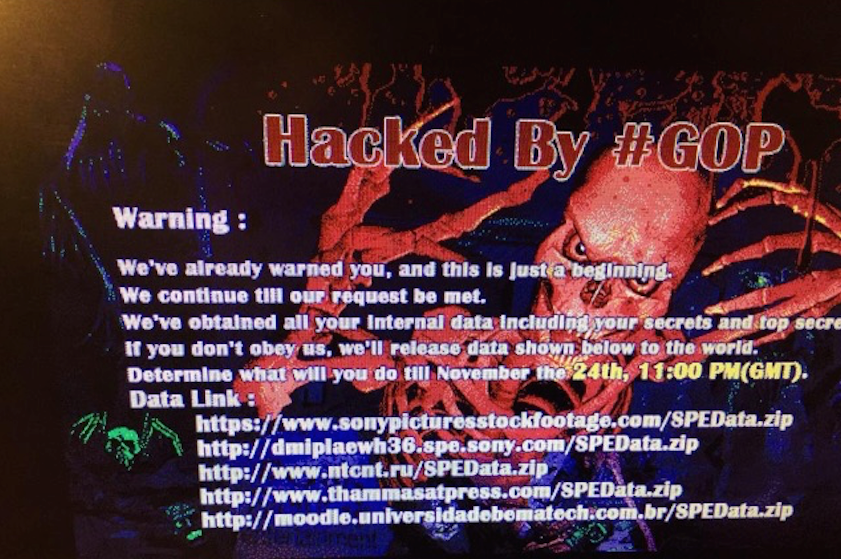 Hacked By #GOP
Warning :
We've already warned you, and this is just a beginning.
We continue till our request be met.
We've obtained all your internal data including your secrets and top secre
If you don't obey us, we'll release data shown below to the world.
Determine what will you do till November the 24th, 11:00 PM(GMT).
Data Link :
https://www.sonypicturesstockfootage.com/SPEData.zip
http://dmiplaewh36.spe.sony.com/SPEData.zip
http://www.ntcnt.ru/SPEData.zip
http://www.thammasatpress.com/SPEData.zip
http://moodle.universidadebematech.com.br/SPEData.zip